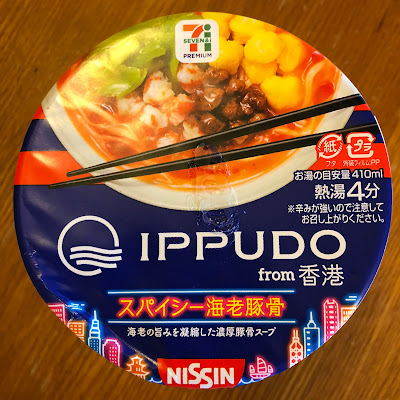 7i
SEVEN&i
PREMIUM
紙
フタ
プラ
外装フィルム:PP
お湯の目安量410ml
熱湯4分
※辛みが強いので注意して
お召し上がりください。
IPPUDO
from 香港
スパイシー海老豚骨
海老の旨みを凝縮した濃厚豚骨スープ
NISSIN